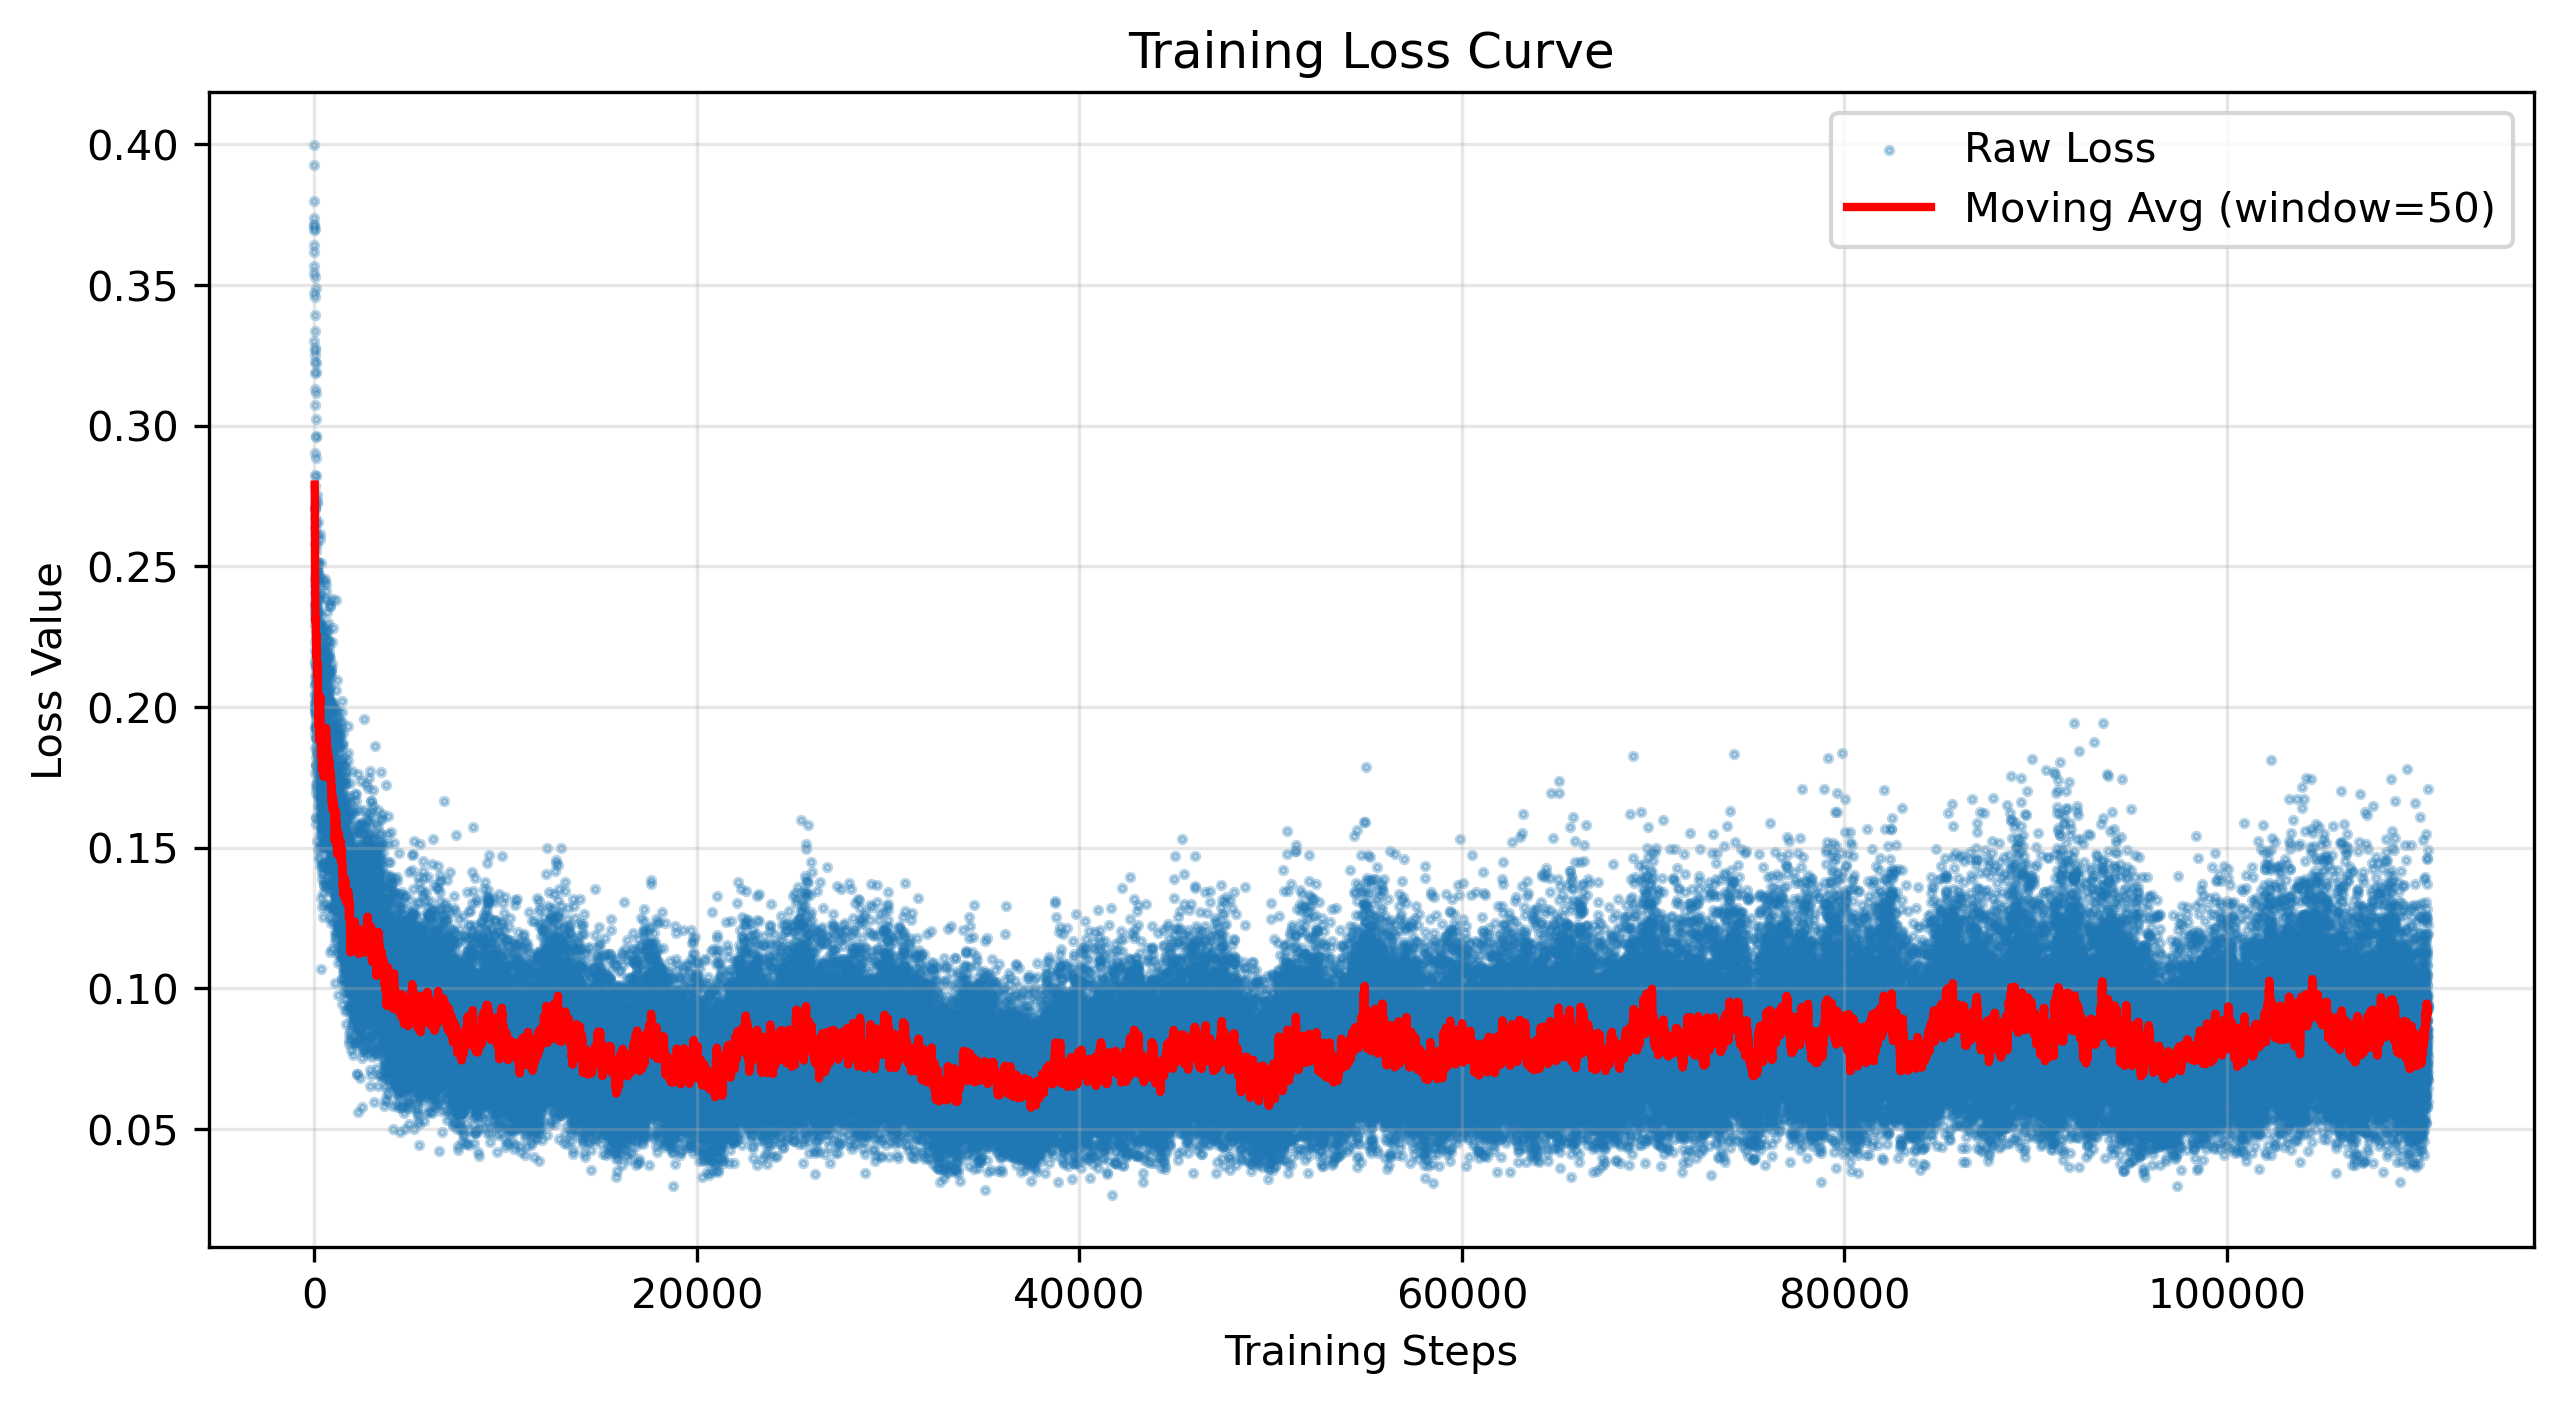 Training Loss Curve
Raw Loss
Moving Avg (window=50)
Loss Value
0.40
0.35
0.30
0.25
0.20
0.15
0.10
0.05
0
20000
40000
60000
80000
100000
Training Steps